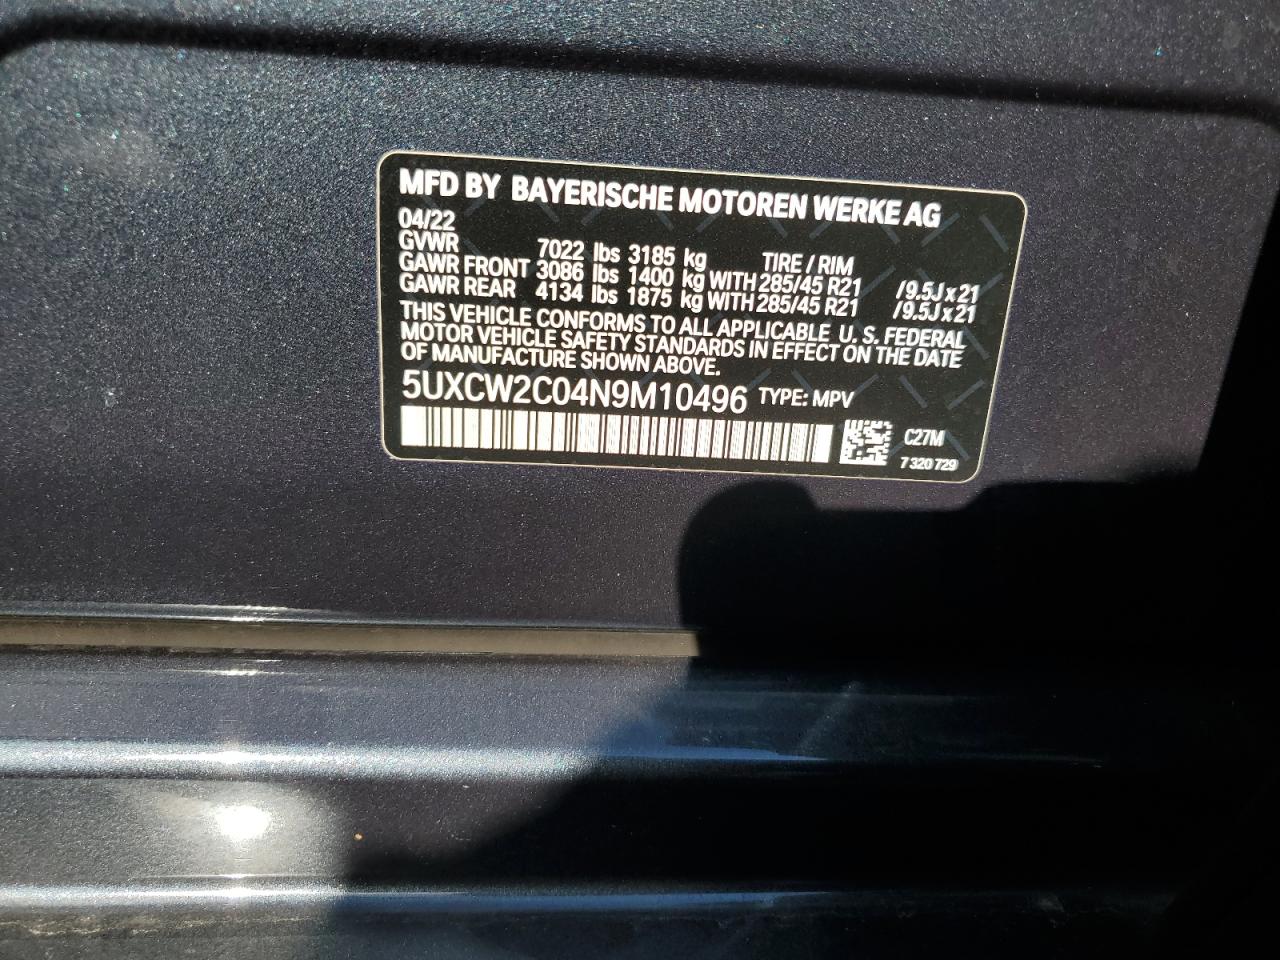 MFD BY BAYERISCHE MOTOREN WERKE AG
04/22
GVWR 7022 lbs 3185 kg TIRE / RIM
GAWR FRONT 3086 lbs 1400 kg WITH 285/45 R21 /9.5J x 21
GAWR REAR 4134 lbs 1875 kg WITH 285/45 R21 /9.5J x 21
THIS VEHICLE CONFORMS TO ALL APPLICABLE U. S. FEDERAL
MOTOR VEHICLE SAFETY STANDARDS IN EFFECT ON THE DATE
OF MANUFACTURE SHOWN ABOVE.
5UXCW2C04N9M10496 TYPE: MPV
C27M
7 320 729